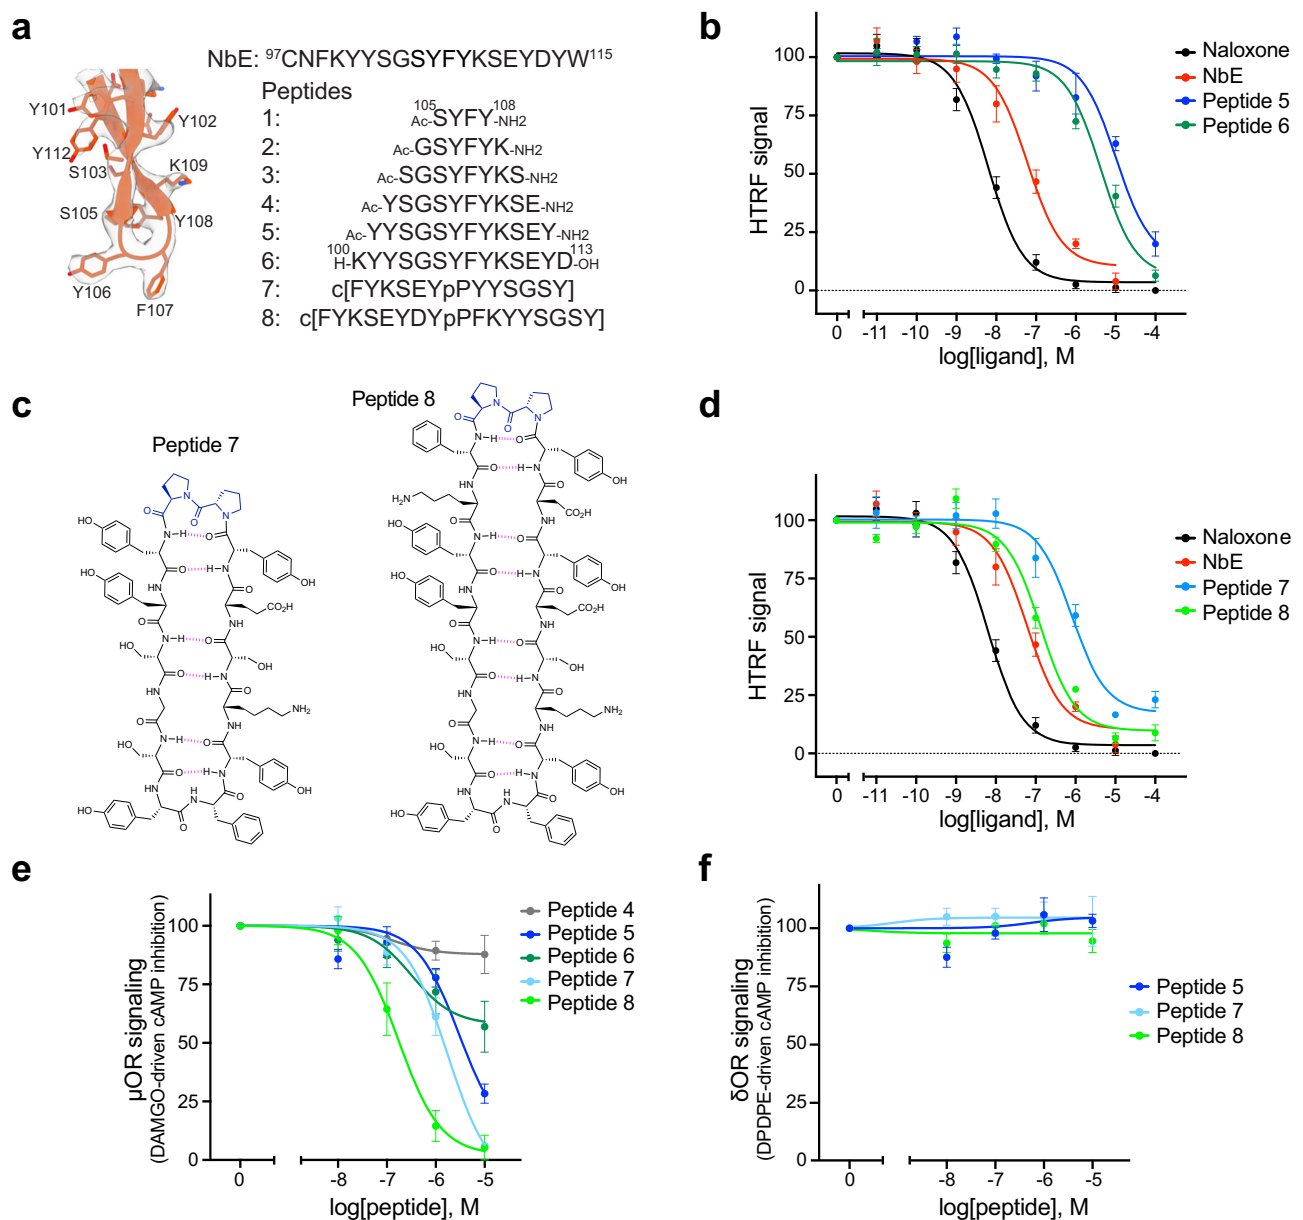 a
NbE: 97CNFKYYSGSYFYKSEYDYW115
Peptides
105 108
1: Ac-SYFY-NH2
2: Ac-GSYFYK-NH2
3: Ac-SGSYFYKS-NH2
4: Ac-YSGSYFYKSE-NH2
5: Ac-YYSGSYFYKSEY-NH2
100 113
6: H-KYYSGSYFYKSEYD-OH
7: c[FYKSEYpPYYSGSY]
8: c[FYKSEYDYpPFKYYSGSY]
Y101
Y102
Y112
S103
K109
S105
Y108
Y106
F107
b
HTRF signal
100
75
50
25
0
0 -11 -10 -9 -8 -7 -6 -5 -4
log[ligand], M
Naloxone
NbE
Peptide 5
Peptide 6
c
Peptide 7
Peptide 8
d
HTRF signal
100
75
50
25
0
0 -11 -10 -9 -8 -7 -6 -5 -4
log[ligand], M
Naloxone
NbE
Peptide 7
Peptide 8
e
µOR signaling
(DAMGO-driven cAMP inhibition)
100
75
50
25
0
0 -8 -7 -6 -5
log[peptide], M
Peptide 4
Peptide 5
Peptide 6
Peptide 7
Peptide 8
f
δOR signaling
(DPDPE-driven cAMP inhibition)
100
75
50
25
0
0 -8 -7 -6 -5
log[peptide], M
Peptide 5
Peptide 7
Peptide 8